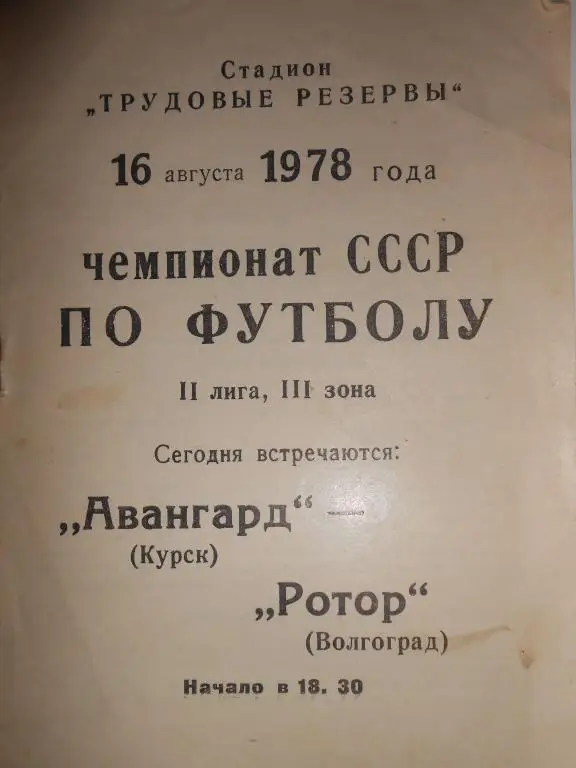 Стадион
„ТРУДОВЫЕ РЕЗЕРВЫ“
16 августа 1978 года
чемпионат СССР
ПО ФУТБОЛУ
II лига, III зона
Сегодня встречаются:
„Авангард“ —
(Курск)
„Ротор“
(Волгоград)
Начало в 18. 30